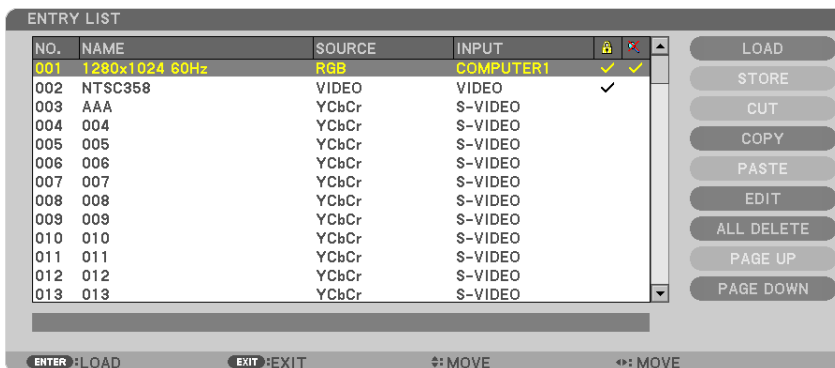 ENTRY LIST
NO. NAME SOURCE INPUT
001 1280x1024 60Hz RGB COMPUTER1
002 NTSC358 VIDEO VIDEO
003 AAA YCbCr S-VIDEO
004 004 YCbCr S-VIDEO
005 005 YCbCr S-VIDEO
006 006 YCbCr S-VIDEO
007 007 YCbCr S-VIDEO
008 008 YCbCr S-VIDEO
009 009 YCbCr S-VIDEO
010 010 YCbCr S-VIDEO
011 011 YCbCr S-VIDEO
012 012 YCbCr S-VIDEO
013 013 YCbCr S-VIDEO
LOAD
STORE
CUT
COPY
PASTE
EDIT
ALL DELETE
PAGE UP
PAGE DOWN
ENTER :LOAD EXIT :EXIT :MOVE :MOVE